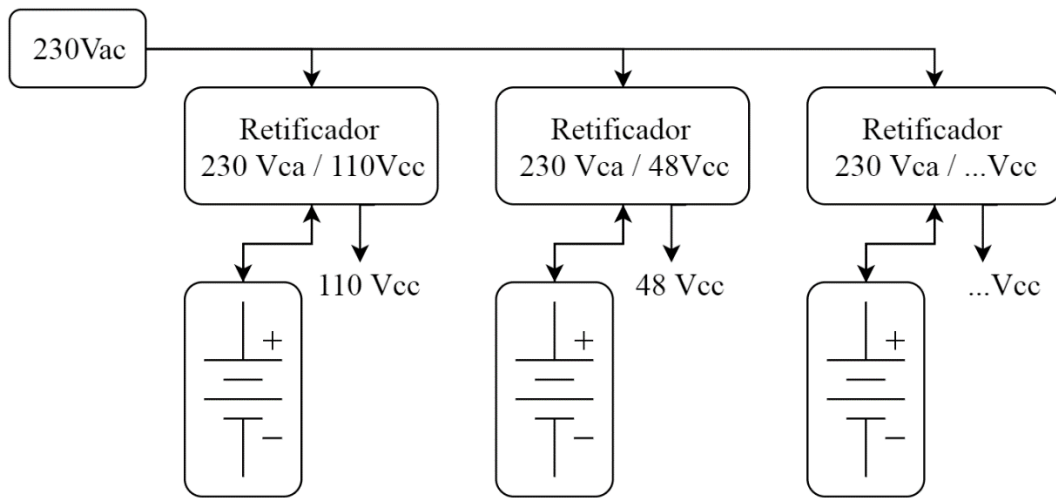 230Vac
Retificador
230 Vca / 110Vcc
Retificador
230 Vca / 48Vcc
Retificador
230 Vca / ...Vcc
110 Vcc
48 Vcc
...Vcc
+
−
+
−
+
−